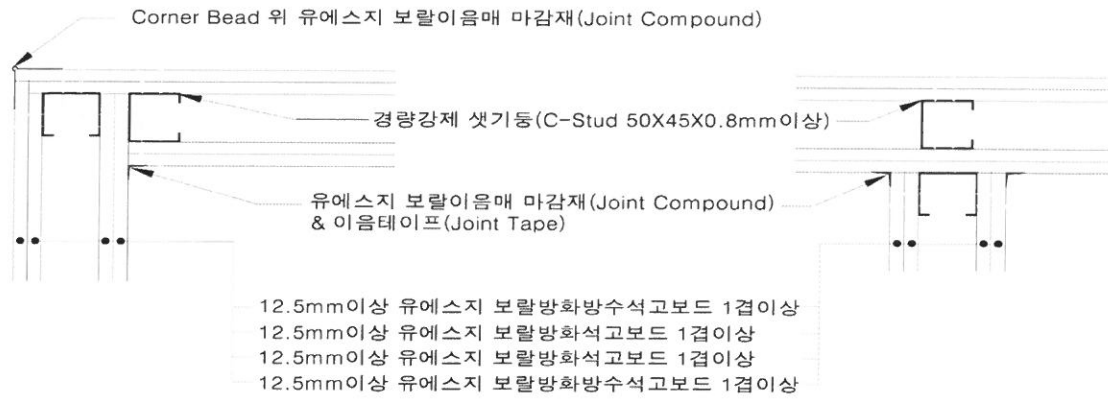 Corner Bead 위 유에스지 보랄이음매 마감재(Joint Compound)
경량강제 샛기둥(C-Stud 50X45X0.8mm이상)
유에스지 보랄이음매 마감재(Joint Compound)
& 이음테이프(Joint Tape)
12.5mm이상 유에스지 보랄방화방수석고보드 1겹이상
12.5mm이상 유에스지 보랄방화석고보드 1겹이상
12.5mm이상 유에스지 보랄방화석고보드 1겹이상
12.5mm이상 유에스지 보랄방화방수석고보드 1겹이상